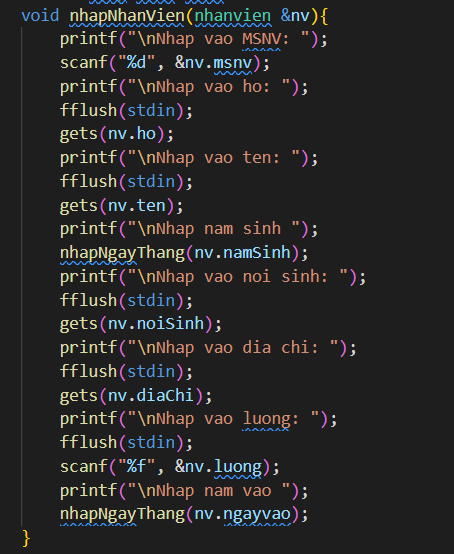 void nhapNhanVien(nhanvien &nv){
printf("\nNhap vao MSNV: ");
scanf("%d", &nv.msnv);
printf("\nNhap vao ho: ");
fflush(stdin);
gets(nv.ho);
printf("\nNhap vao ten: ");
fflush(stdin);
gets(nv.ten);
printf("\nNhap nam sinh ");
nhapNgayThang(nv.namSinh);
printf("\nNhap vao noi sinh: ");
fflush(stdin);
gets(nv.noiSinh);
printf("\nNhap vao dia chi: ");
fflush(stdin);
gets(nv.diaChi);
printf("\nNhap vao luong: ");
fflush(stdin);
scanf("%f", &nv.luong);
printf("\nNhap nam vao ");
nhapNgayThang(nv.ngayvao);
}